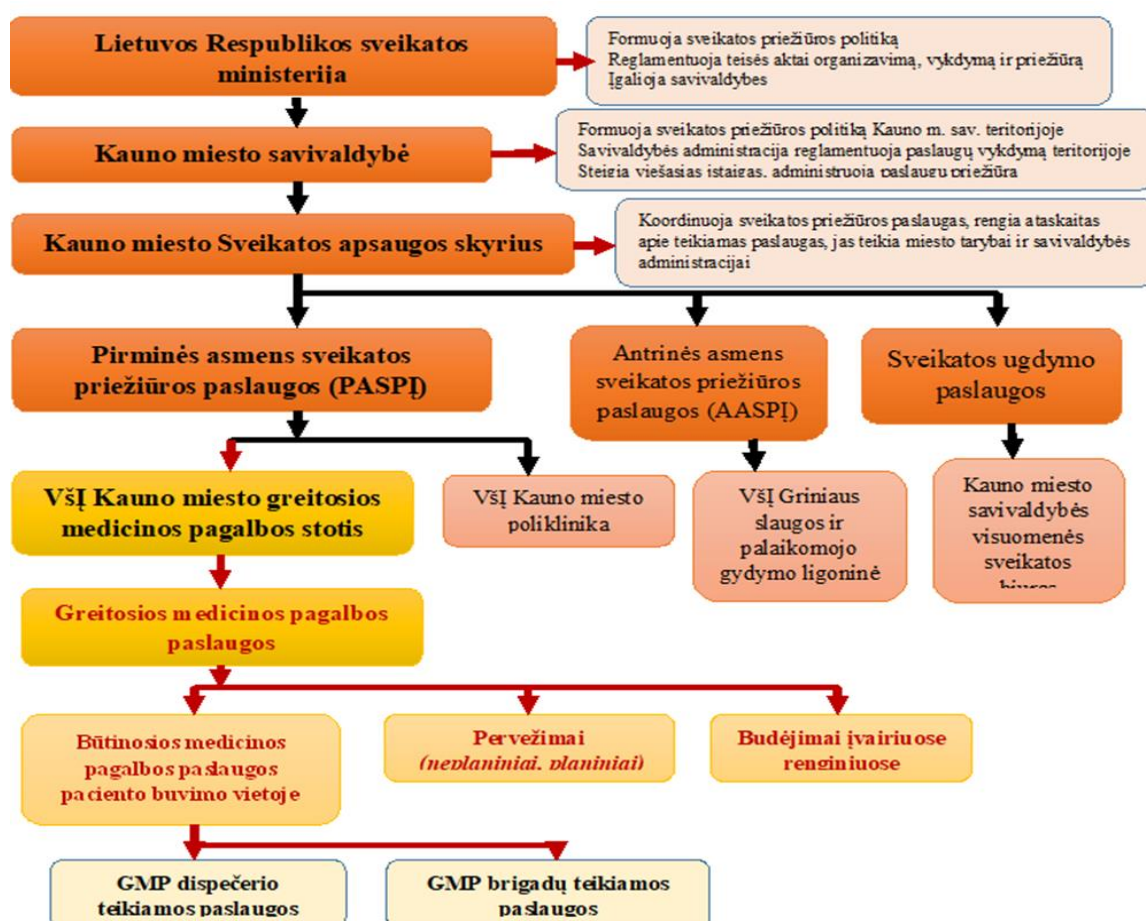 Lietuvos Respublikos sveikatos
ministerija
Formuoja sveikatos priežiūros politiką
Reglamentuoja teisės aktai organizavimą, vykdymą ir priežiūrą
Įgalioja savivaldybes
Kauno miesto savivaldybė
Formuoja sveikatos priežiūros politiką Kauno m. sav. teritorijoje
Savivaldybės administracija reglamentuoja paslaugų vykdymą teritorijoje
Steigia viešąsias įstaigas, administruoja paslaugų priežiūrą
Kauno miesto Sveikatos apsaugos skyrius
Koordinuoja sveikatos priežiūros paslaugas, rengia ataskaitas
apie teikiamas paslaugas, jas teikia miesto tarybai ir savivaldybės
administracijai
Pirminės asmens sveikatos
priežiūros paslaugos (PASPĮ)
Antrinės asmens
sveikatos priežiūros
paslaugos (AASPĮ)
Sveikatos ugdymo
paslaugos
VšĮ Kauno miesto greitosios
medicinos pagalbos stotis
VšĮ Kauno miesto
poliklinika
VšĮ Griniaus
slaugos ir
palaikomojo
gydymo ligoninė
Kauno miesto
savivaldybės
visuomenės
sveikatos
biuras
Greitosios medicinos pagalbos
paslaugos
Būtinosios medicinos
pagalbos paslaugos
paciento buvimo vietoje
Pervežimai
(neplaniniai, planiniai)
Budėjimai įvairiuose
renginiuose
GMP dispečerio
teikiamos paslaugos
GMP brigadų teikiamos
paslaugos